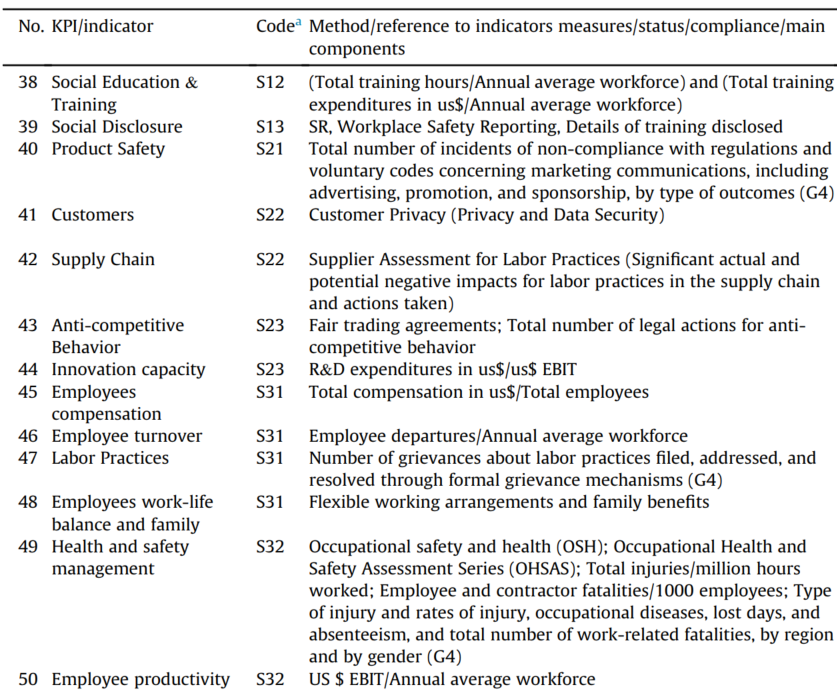 No. KPI/indicator Codeᵃ Method/reference to indicators measures/status/compliance/main
components
38 Social Education & S12 (Total training hours/Annual average workforce) and (Total training
Training expenditures in us$/Annual average workforce)
39 Social Disclosure S13 SR, Workplace Safety Reporting, Details of training disclosed
40 Product Safety S21 Total number of incidents of non-compliance with regulations and
voluntary codes concerning marketing communications, including
advertising, promotion, and sponsorship, by type of outcomes (G4)
41 Customers S22 Customer Privacy (Privacy and Data Security)
42 Supply Chain S22 Supplier Assessment for Labor Practices (Significant actual and
potential negative impacts for labor practices in the supply chain
and actions taken)
43 Anti-competitive S23 Fair trading agreements; Total number of legal actions for anti-
Behavior competitive behavior
44 Innovation capacity S23 R&D expenditures in us$/us$ EBIT
45 Employees S31 Total compensation in us$/Total employees
compensation
46 Employee turnover S31 Employee departures/Annual average workforce
47 Labor Practices S31 Number of grievances about labor practices filed, addressed, and
resolved through formal grievance mechanisms (G4)
48 Employees work-life S31 Flexible working arrangements and family benefits
balance and family
49 Health and safety S32 Occupational safety and health (OSH); Occupational Health and
management Safety Assessment Series (OHSAS); Total injuries/million hours
worked; Employee and contractor fatalities/1000 employees; Type
of injury and rates of injury, occupational diseases, lost days, and
absenteeism, and total number of work-related fatalities, by region
and by gender (G4)
50 Employee productivity S32 US $ EBIT/Annual average workforce